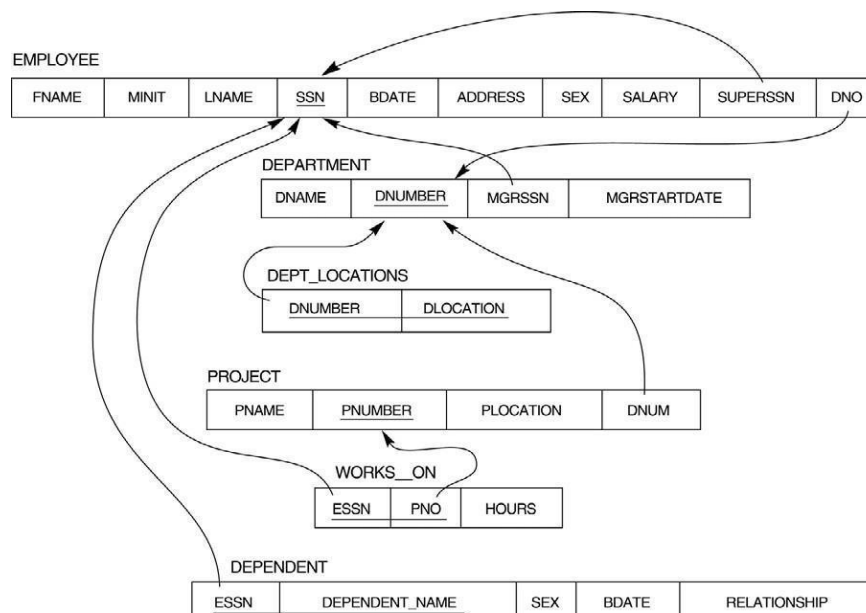 EMPLOYEE
FNAME MINIT LNAME SSN BDATE ADDRESS SEX SALARY SUPERSSN DNO
DEPARTMENT
DNAME DNUMBER MGRSSN MGRSTARTDATE
DEPT_LOCATIONS
DNUMBER DLOCATION
PROJECT
PNAME PNUMBER PLOCATION DNUM
WORKS_ON
ESSN PNO HOURS
DEPENDENT
ESSN DEPENDENT_NAME SEX BDATE RELATIONSHIP